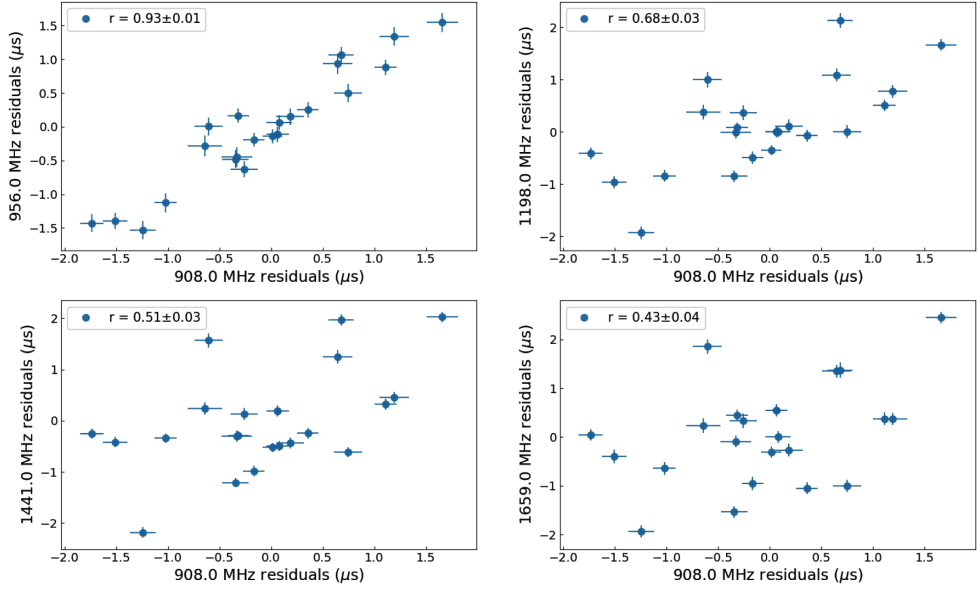 r = 0.93±0.01
1.5
1.0
0.5
0.0
−0.5
−1.0
−1.5
956.0 MHz residuals (μs)
−2.0 −1.5 −1.0 −0.5 0.0 0.5 1.0 1.5
908.0 MHz residuals (μs)
r = 0.68±0.03
2
1
0
−1
−2
1198.0 MHz residuals (μs)
−2.0 −1.5 −1.0 −0.5 0.0 0.5 1.0 1.5
908.0 MHz residuals (μs)
r = 0.51±0.03
2
1
0
−1
−2
1441.0 MHz residuals (μs)
−2.0 −1.5 −1.0 −0.5 0.0 0.5 1.0 1.5
908.0 MHz residuals (μs)
r = 0.43±0.04
2
1
0
−1
−2
1659.0 MHz residuals (μs)
−2.0 −1.5 −1.0 −0.5 0.0 0.5 1.0 1.5
908.0 MHz residuals (μs)